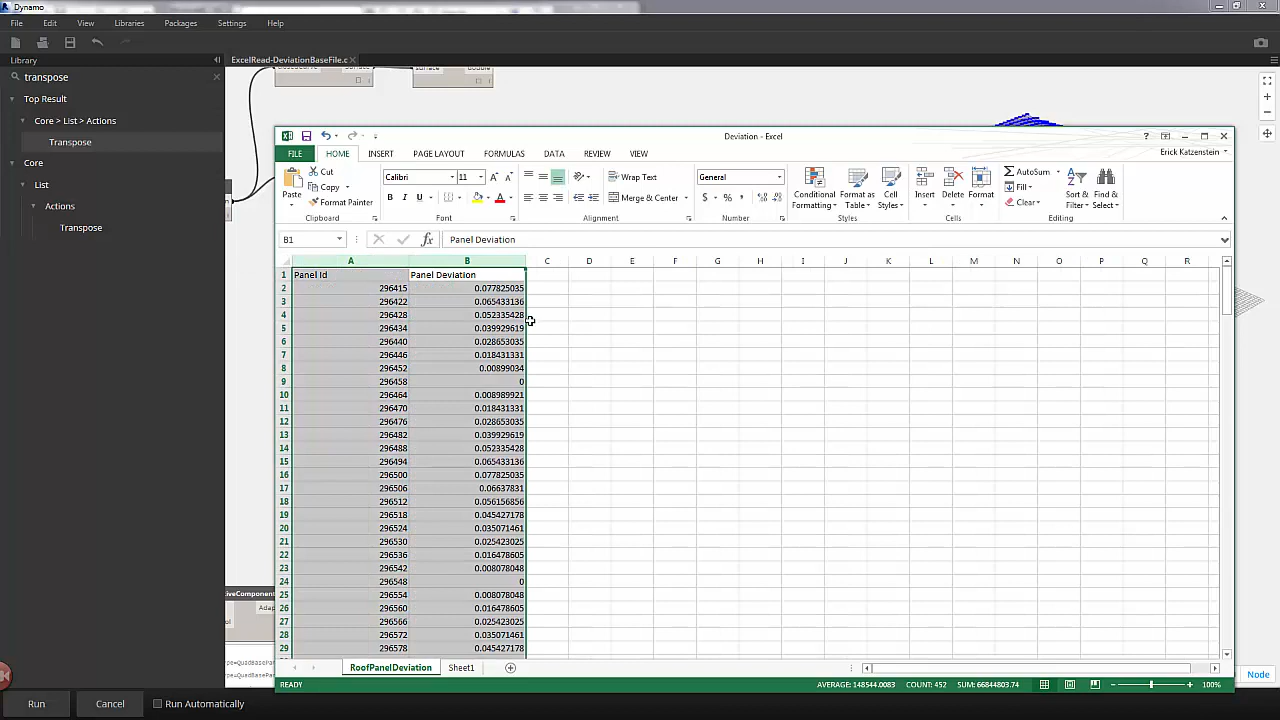 Dynamo
File Edit View Libraries Packages Settings Help
Library
ExcelRead-DeviationBaseFile.c
transpose
Top Result
Core > List > Actions
Transpose
Core
List
Actions
Transpose
Deviation - Excel
FILE HOME INSERT PAGE LAYOUT FORMULAS DATA REVIEW VIEW
Erick Katzenstein
Paste
Cut
Copy
Format Painter
Clipboard
Calibri 11
B I U
Font
Wrap Text
Merge & Center
Alignment
General
$ % ,
Number
Conditional Formatting
Format as Table
Cell Styles
Styles
Insert Delete Format
Cells
AutoSum
Fill
Clear
Sort & Filter
Find & Select
Editing
B1 fx Panel Deviation
A B C D E F G H I J K L M N O P Q R
1 Panel Id Panel Deviation
2 296415 0.077825035
3 296422 0.065433136
4 296428 0.052335428
5 296434 0.039929619
6 296440 0.028653035
7 296446 0.018431331
8 296452 0.00899034
9 296458 0
10 296464 0.008989921
11 296470 0.018431331
12 296476 0.028653035
13 296482 0.039929619
14 296488 0.052335428
15 296494 0.065433136
16 296500 0.077825035
17 296506 0.06637831
18 296512 0.056156856
19 296518 0.045427178
20 296524 0.035071461
21 296530 0.025423025
22 296536 0.016478605
23 296542 0.008078048
24 296548 0
25 296554 0.008078048
26 296560 0.016478605
27 296566 0.025423025
28 296572 0.035071461
29 296578 0.045427178
RoofPanelDeviation Sheet1
READY
AVERAGE: 148544.0083 COUNT: 452 SUM: 66844803.74
100%
Node
Run Cancel Run Automatically